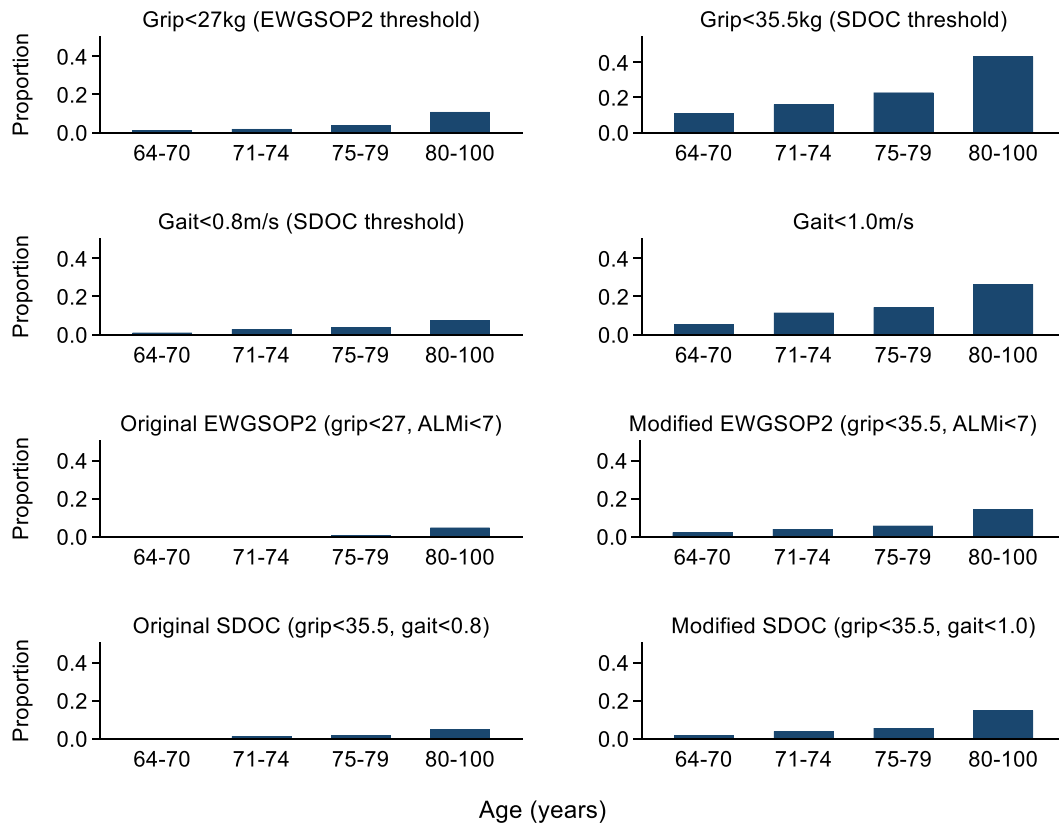 Grip<27kg (EWGSOP2 threshold)
Proportion
0.4
0.2
0.0
64-70 71-74 75-79 80-100
Grip<35.5kg (SDOC threshold)
0.4
0.2
0.0
64-70 71-74 75-79 80-100
Gait<0.8m/s (SDOC threshold)
Proportion
0.4
0.2
0.0
64-70 71-74 75-79 80-100
Gait<1.0m/s
0.4
0.2
0.0
64-70 71-74 75-79 80-100
Original EWGSOP2 (grip<27, ALMi<7)
Proportion
0.4
0.2
0.0
64-70 71-74 75-79 80-100
Modified EWGSOP2 (grip<35.5, ALMi<7)
0.4
0.2
0.0
64-70 71-74 75-79 80-100
Original SDOC (grip<35.5, gait<0.8)
Proportion
0.4
0.2
0.0
64-70 71-74 75-79 80-100
Modified SDOC (grip<35.5, gait<1.0)
0.4
0.2
0.0
64-70 71-74 75-79 80-100
Age (years)